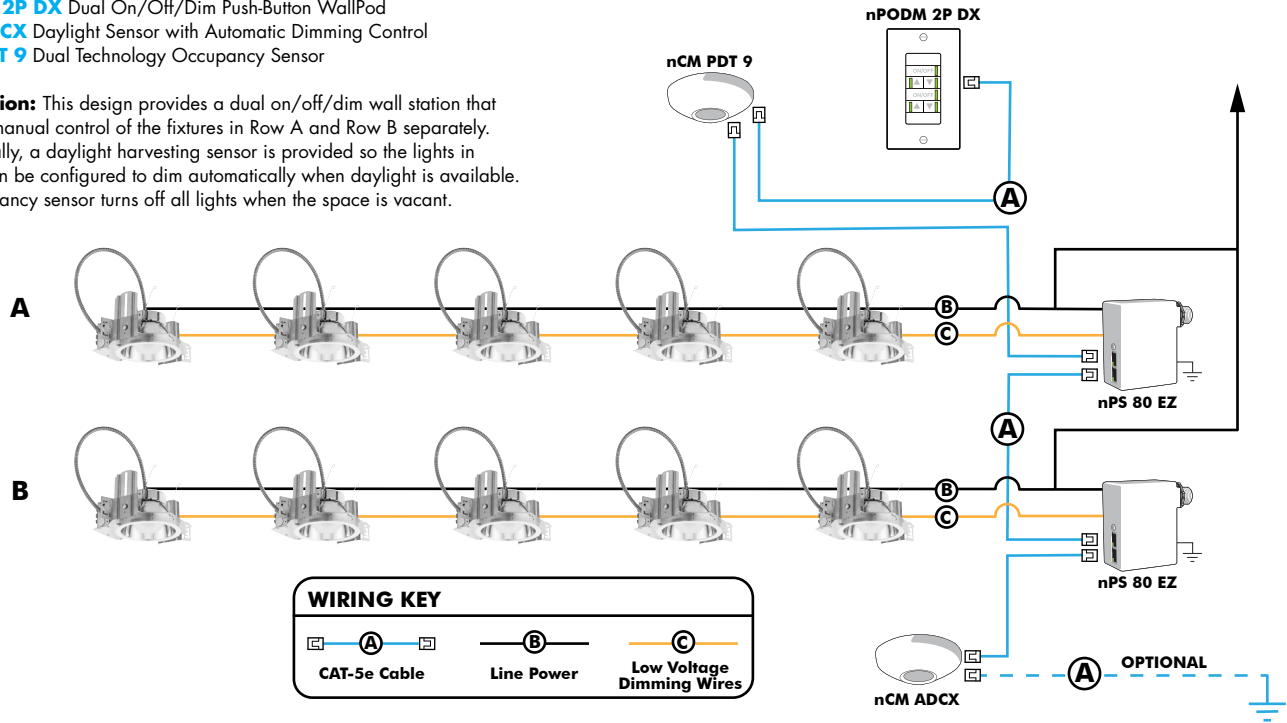 2P DX Dual On/Off/Dim Push-Button WallPod
CX Daylight Sensor with Automatic Dimming Control
T 9 Dual Technology Occupancy Sensor
ion: This design provides a dual on/off/dim wall station that
manual control of the fixtures in Row A and Row B separately.
lly, a daylight harvesting sensor is provided so the lights in
n be configured to dim automatically when daylight is available.
ancy sensor turns off all lights when the space is vacant.
nPODM 2P DX
nCM PDT 9
ON/OFF
ON/OFF
A
A
B
C
nPS 80 EZ
A
B
B
C
nPS 80 EZ
WIRING KEY
A
CAT-5e Cable
B
Line Power
C
Low Voltage
Dimming Wires
nCM ADCX
A
OPTIONAL